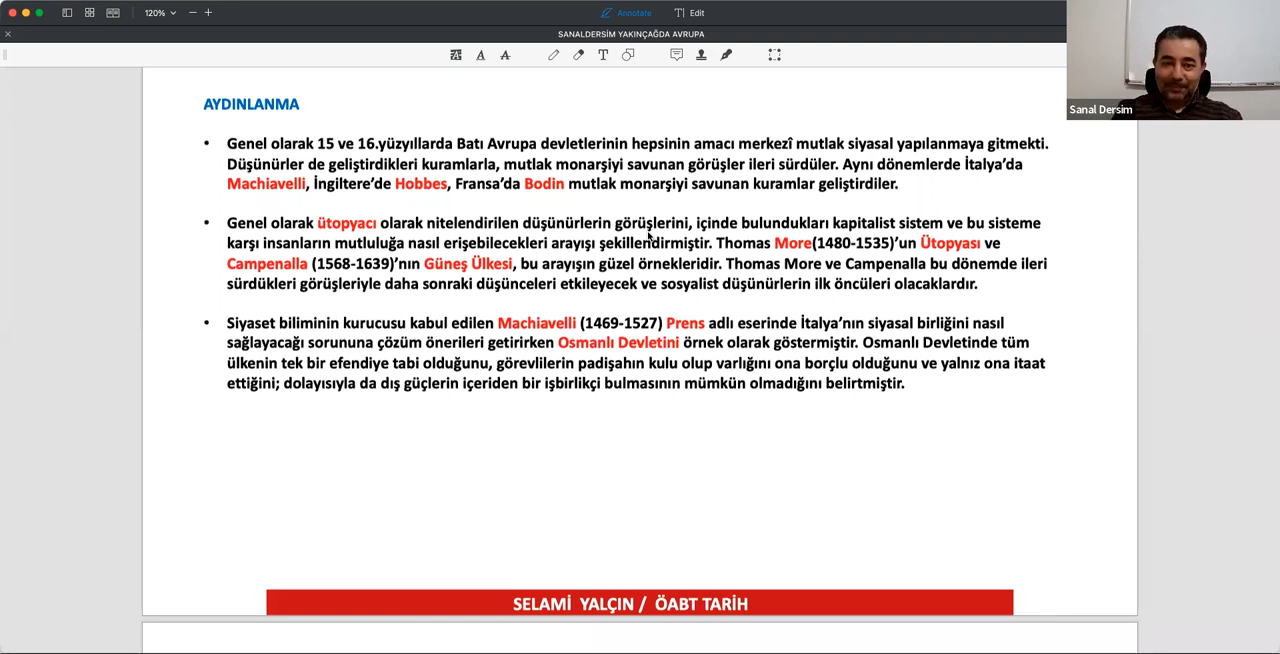 120%
Annotate
Edit
SANALDERSİM YAKINÇAĞDA AVRUPA
Sanal Dersim
AYDINLANMA
• Genel olarak 15 ve 16.yüzyıllarda Batı Avrupa devletlerinin hepsinin amacı merkezî mutlak siyasal yapılanmaya gitmekti.
Düşünürler de geliştirdikleri kuramlarla, mutlak monarşiyi savunan görüşler ileri sürdüler. Aynı dönemlerde İtalya’da
Machiavelli, İngiltere’de Hobbes, Fransa’da Bodin mutlak monarşiyi savunan kuramlar geliştirdiler.
• Genel olarak ütopyacı olarak nitelendirilen düşünürlerin görüşlerini, içinde bulundukları kapitalist sistem ve bu sisteme
karşı insanların mutluluğa nasıl erişebilecekleri arayışı şekillendirmiştir. Thomas More(1480-1535)’un Ütopyası ve
Campenalla (1568-1639)’nın Güneş Ülkesi, bu arayışın güzel örnekleridir. Thomas More ve Campenalla bu dönemde ileri
sürdükleri görüşleriyle daha sonraki düşünceleri etkileyecek ve sosyalist düşünürlerin ilk öncüleri olacaklardır.
• Siyaset biliminin kurucusu kabul edilen Machiavelli (1469-1527) Prens adlı eserinde İtalya’nın siyasal birliğini nasıl
sağlayacağı sorununa çözüm önerileri getirirken Osmanlı Devletini örnek olarak göstermiştir. Osmanlı Devletinde tüm
ülkenin tek bir efendiye tabi olduğunu, görevlilerin padişahın kulu olup varlığını ona borçlu olduğunu ve yalnız ona itaat
ettiğini; dolayısıyla da dış güçlerin içeriden bir işbirlikçi bulmasının mümkün olmadığını belirtmiştir.
SELAMİ YALÇIN / ÖABT TARİH